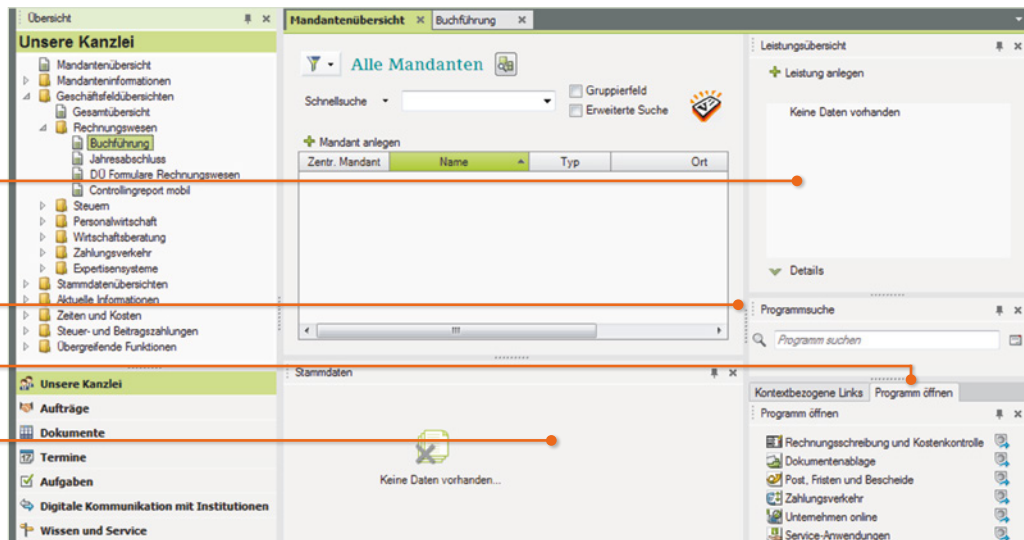 Übersicht
Unsere Kanzlei
Mandantenübersicht
Mandanteninformationen
Geschäftsfeldübersichten
Gesamtübersicht
Rechnungswesen
Buchführung
Jahresabschluss
DÜ Formulare Rechnungswesen
Controllingreport mobil
Steuern
Personalwirtschaft
Wirtschaftsberatung
Zahlungsverkehr
Expertisensysteme
Stammdatenübersichten
Aktuelle Informationen
Zeiten und Kosten
Steuer- und Beitragszahlungen
Übergreifende Funktionen
Unsere Kanzlei
Aufträge
Dokumente
Termine
Aufgaben
Digitale Kommunikation mit Institutionen
Wissen und Service
Mandantenübersicht Buchführung
Alle Mandanten
Schnellsuche
Gruppierfeld
Erweiterte Suche
Mandant anlegen
Zentr. Mandant Name Typ Ort
Stammdaten
Keine Daten vorhanden...
Leistungsübersicht
Leistung anlegen
Keine Daten vorhanden
Details
Programmsuche
Programm suchen
Kontextbezogene Links Programm öffnen
Programm öffnen
Rechnungsschreibung und Kostenkontrolle
Dokumentenablage
Post, Fristen und Bescheide
Zahlungsverkehr
Unternehmen online
Service-Anwendungen